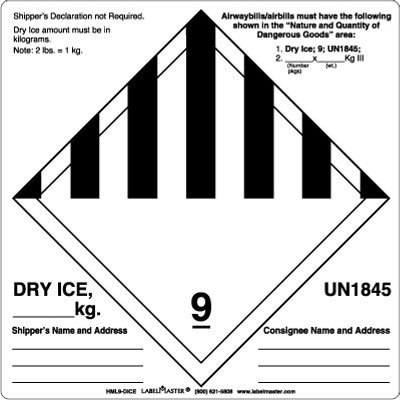 Shipper's Declaration not Required.
Dry Ice amount must be in
kilograms.
Note: 2 lbs. = 1 kg.
Airwaybills/airbills must have the following
shown in the "Nature and Quantity of
Dangerous Goods" area:
1. Dry Ice; 9; UN1845;
2. ______x______Kg III
(Number pkgs) (wt.)
DRY ICE,
______kg.
9
UN1845
Shipper's Name and Address
Consignee Name and Address
HML9-DICE LABELMASTER® (800) 621-5808 www.labelmaster.com